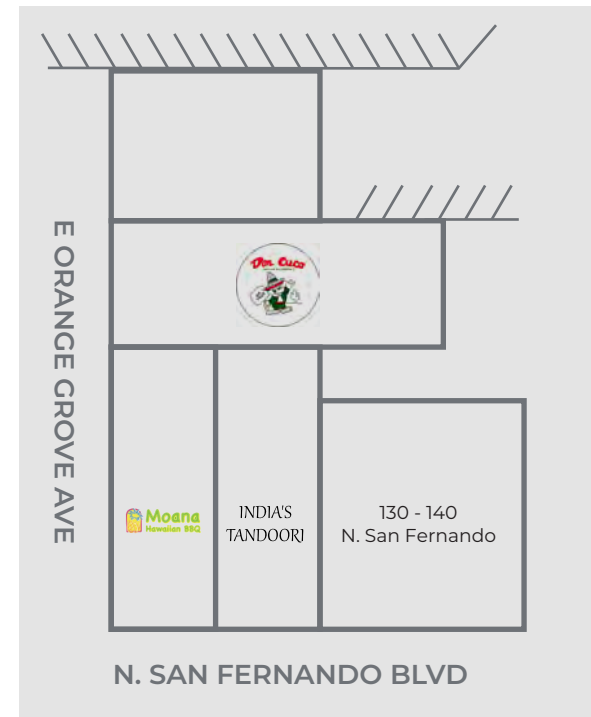 E ORANGE GROVE AVE
Don Cuco
Moana
Hawaiian BBQ
INDIA'S
TANDOORI
130 - 140
N. San Fernando
N. SAN FERNANDO BLVD